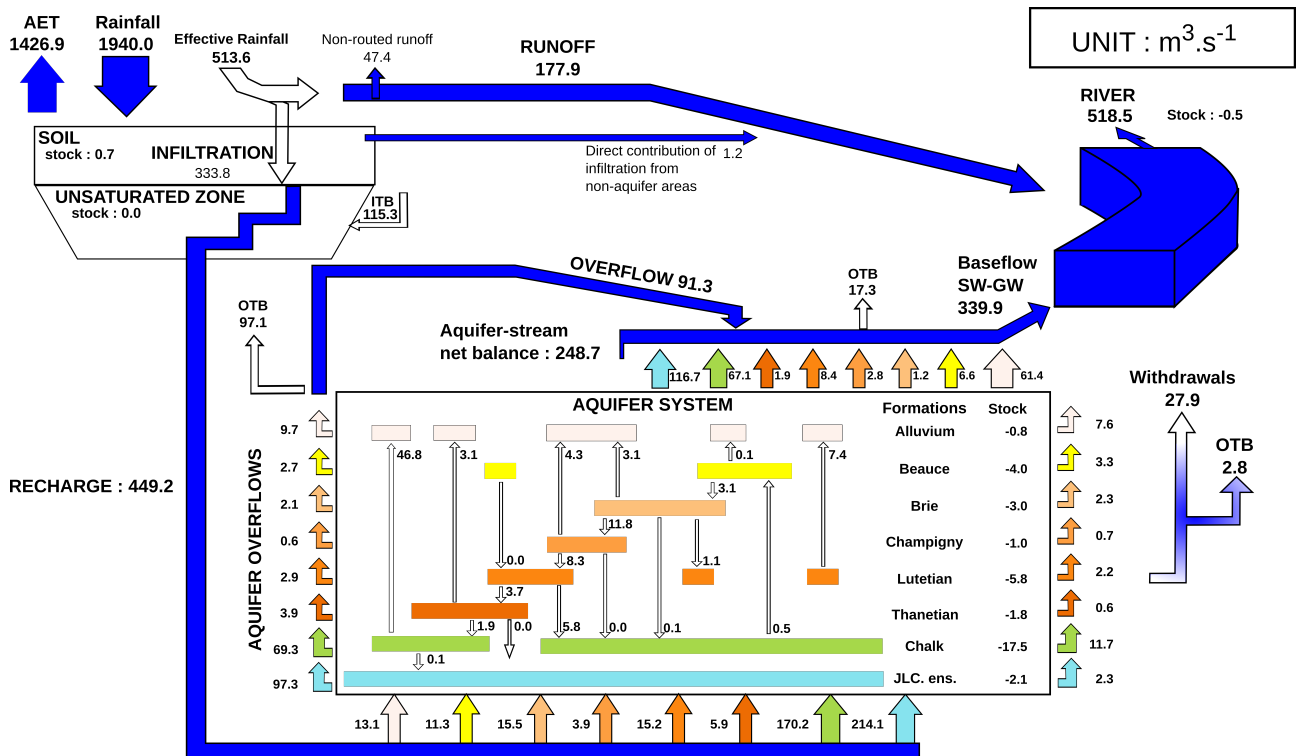 AET
1426.9
Rainfall
1940.0
Effective Rainfall
513.6
Non-routed runoff
47.4
RUNOFF
177.9
UNIT : m³.s⁻¹
RIVER
518.5
Stock : -0.5
SOIL
stock : 0.7
INFILTRATION
333.8
Direct contribution of
infiltration from
non-aquifer areas
1.2
UNSATURATED ZONE
stock : 0.0
ITB
115.3
OVERFLOW 91.3
OTB
17.3
Baseflow
SW-GW
339.9
OTB
97.1
Aquifer-stream
net balance : 248.7
116.7
67.1
1.9
8.4
2.8
1.2
6.6
61.4
Withdrawals
27.9
OTB
2.8
RECHARGE : 449.2
AQUIFER OVERFLOWS
9.7
2.7
2.1
0.6
2.9
3.9
69.3
97.3
AQUIFER SYSTEM
Formations
Stock
Alluvium
-0.8
7.6
46.8
3.1
4.3
3.1
0.1
7.4
Beauce
-4.0
3.3
3.1
Brie
-3.0
2.3
11.8
Champigny
-1.0
0.7
0.0
8.3
1.1
Lutetian
-5.8
2.2
3.7
Thanetian
-1.8
0.6
1.9
0.0
5.8
0.0
0.1
0.5
Chalk
-17.5
11.7
0.1
JLC. ens.
-2.1
2.3
13.1
11.3
15.5
3.9
15.2
5.9
170.2
214.1